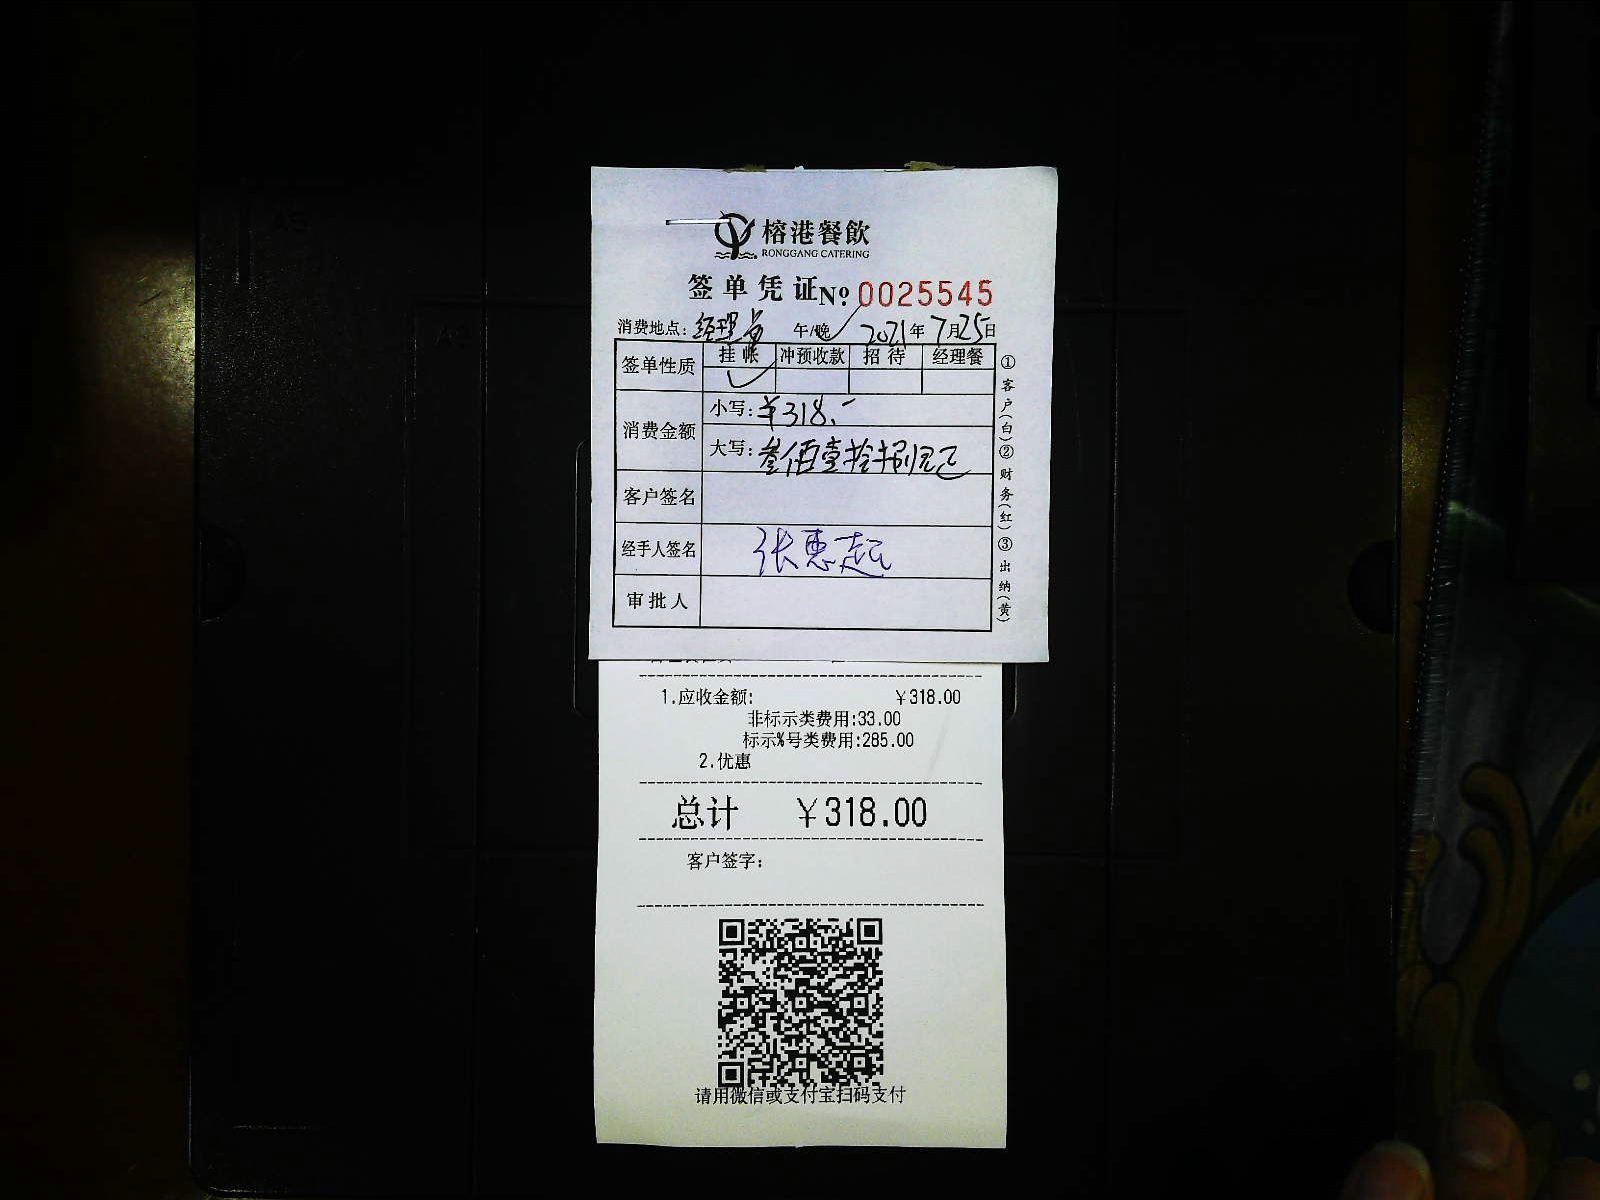 榕港餐飲
RONGGANG CATERING
签单凭证 № 0025545
消费地点: 经理 午/晚 2021年7月25日
签单性质 挂帐 冲预收款 招待 经理餐
消费金额 小写: ¥318.-
大写: 叁佰壹拾捌元正
客户签名
经手人签名 张惠起
审批人
①客户(白)②财务(红)③出纳(黄)
1.应收金额: ¥318.00
非标示类费用:33.00
标示%号类费用:285.00
2.优惠
总计 ¥318.00
客户签字:
请用微信或支付宝扫码支付